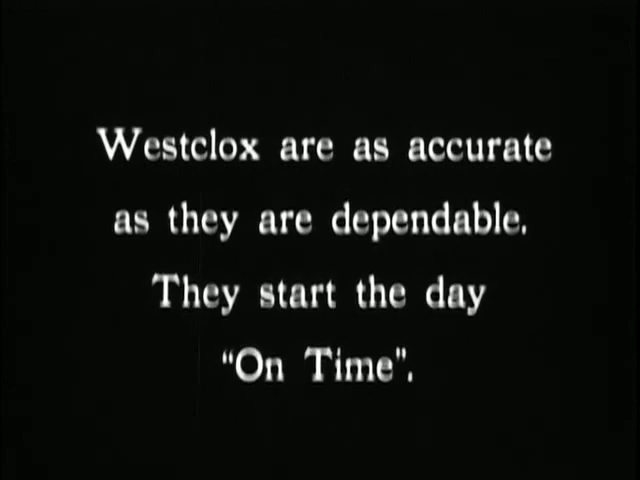 Westclox are as accurate
as they are dependable.
They start the day
"On Time".